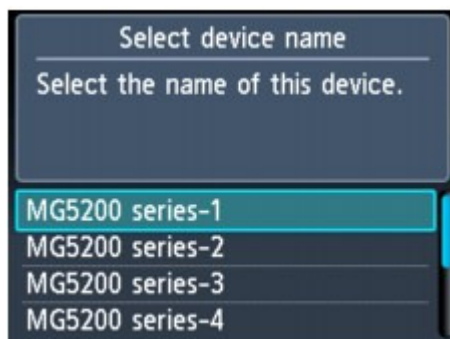 Select device name
Select the name of this device.
MG5200 series-1
MG5200 series-2
MG5200 series-3
MG5200 series-4